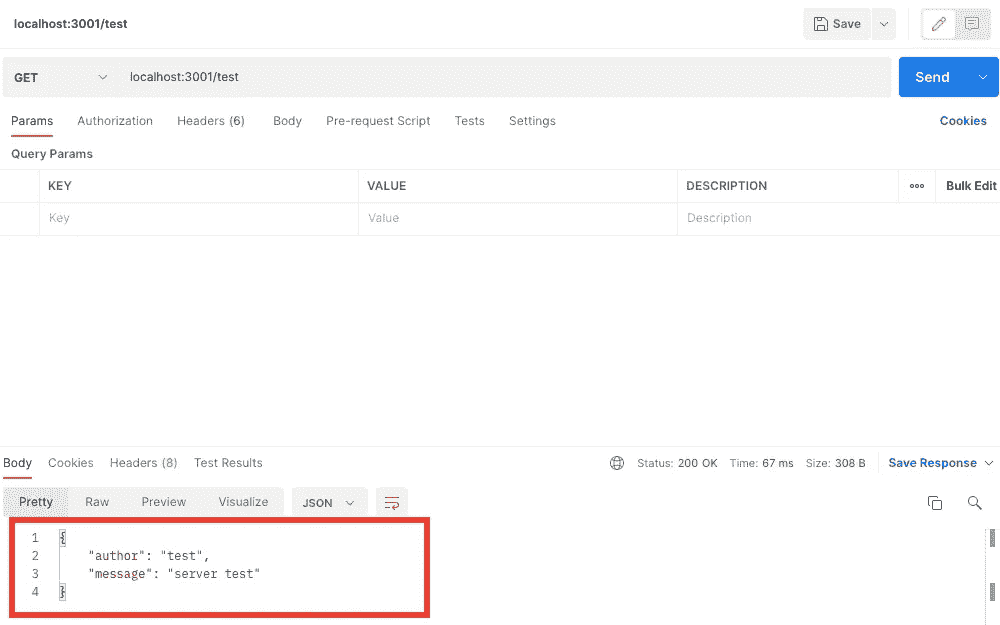 localhost:3001/test
Save
GET localhost:3001/test Send
Params Authorization Headers (6) Body Pre-request Script Tests Settings Cookies
Query Params
KEY VALUE DESCRIPTION ooo Bulk Edit
Key Value Description
Body Cookies Headers (8) Test Results Status: 200 OK Time: 67 ms Size: 308 B Save Response
Pretty Raw Preview Visualize JSON
1 {
2 "author": "test",
3 "message": "server test"
4 }